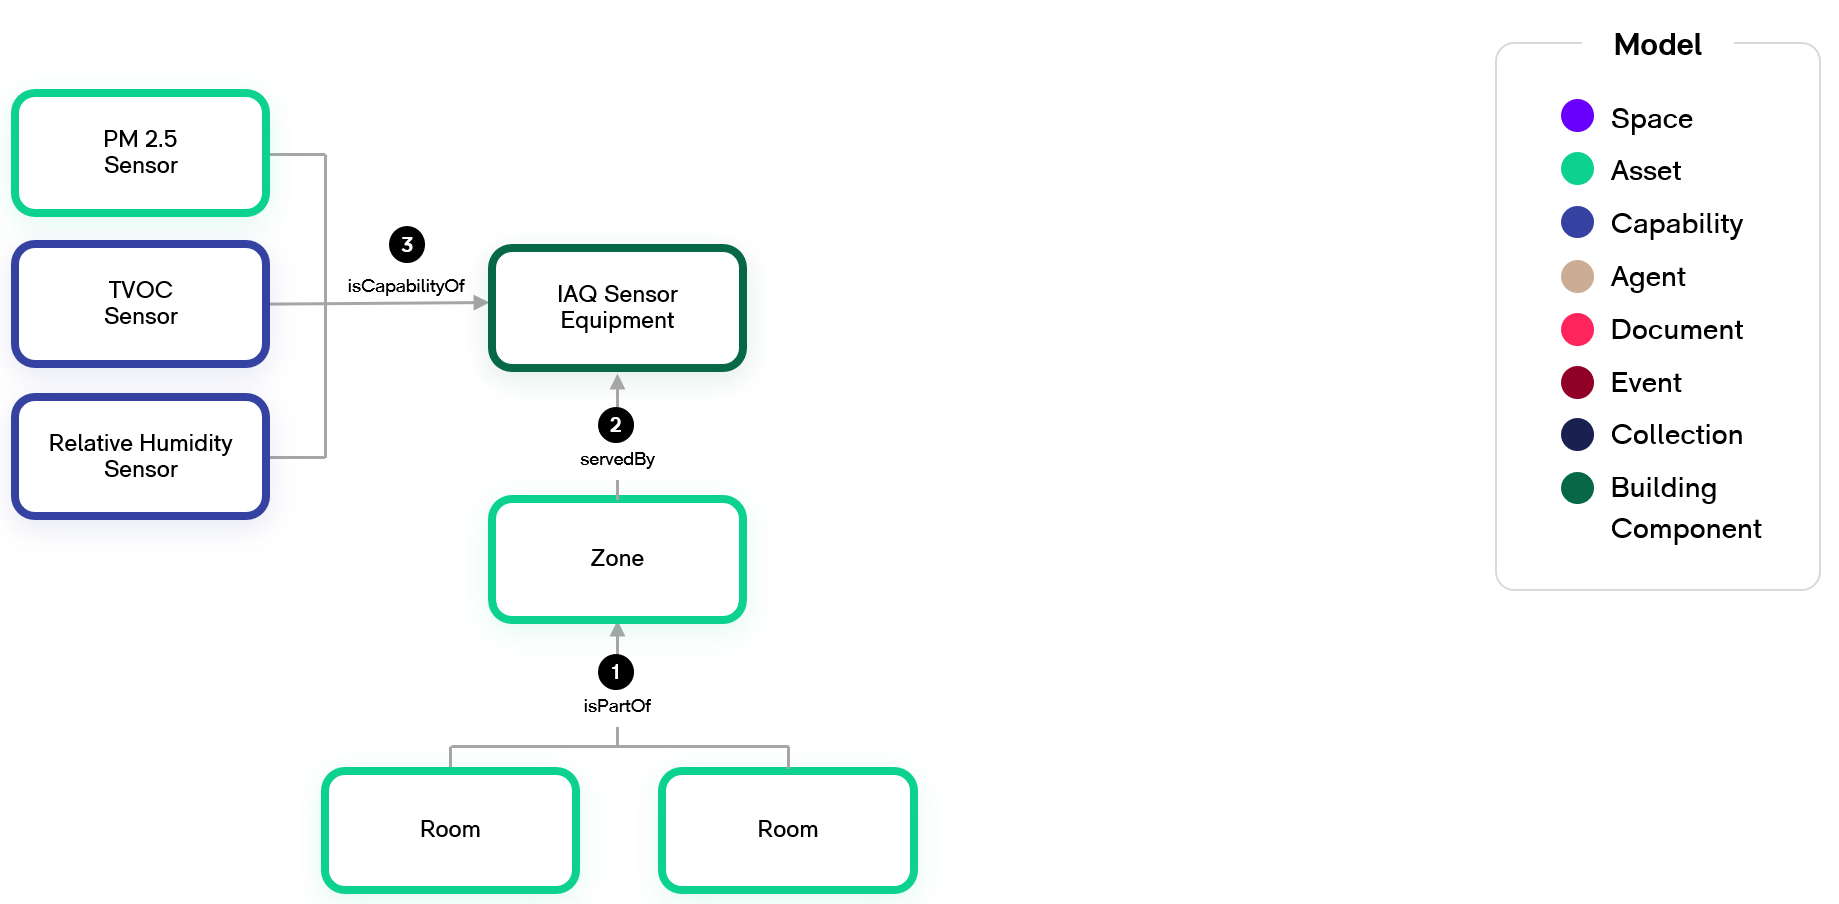 Model
Space
Asset
Capability
Agent
Document
Event
Collection
Building
Component
PM 2.5
Sensor
TVOC
Sensor
Relative Humidity
Sensor
3
isCapabilityOf
IAQ Sensor
Equipment
2
servedBy
Zone
1
isPartOf
Room
Room